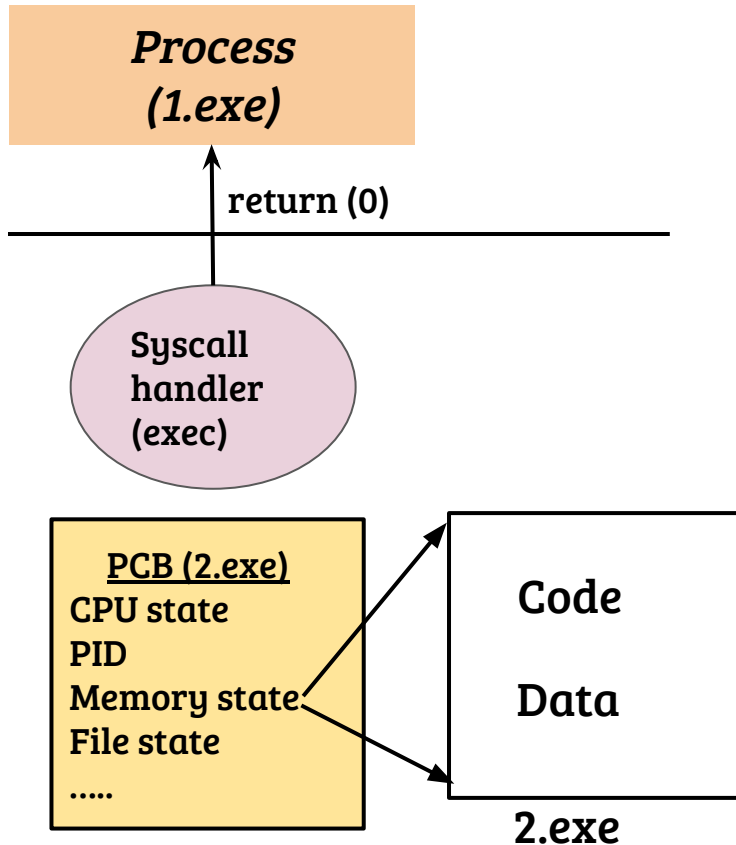 Process
(1.exe)
return (0)
Syscall
handler
(exec)
PCB (2.exe)
CPU state
PID
Memory state
File state
.....
Code
Data
2.exe